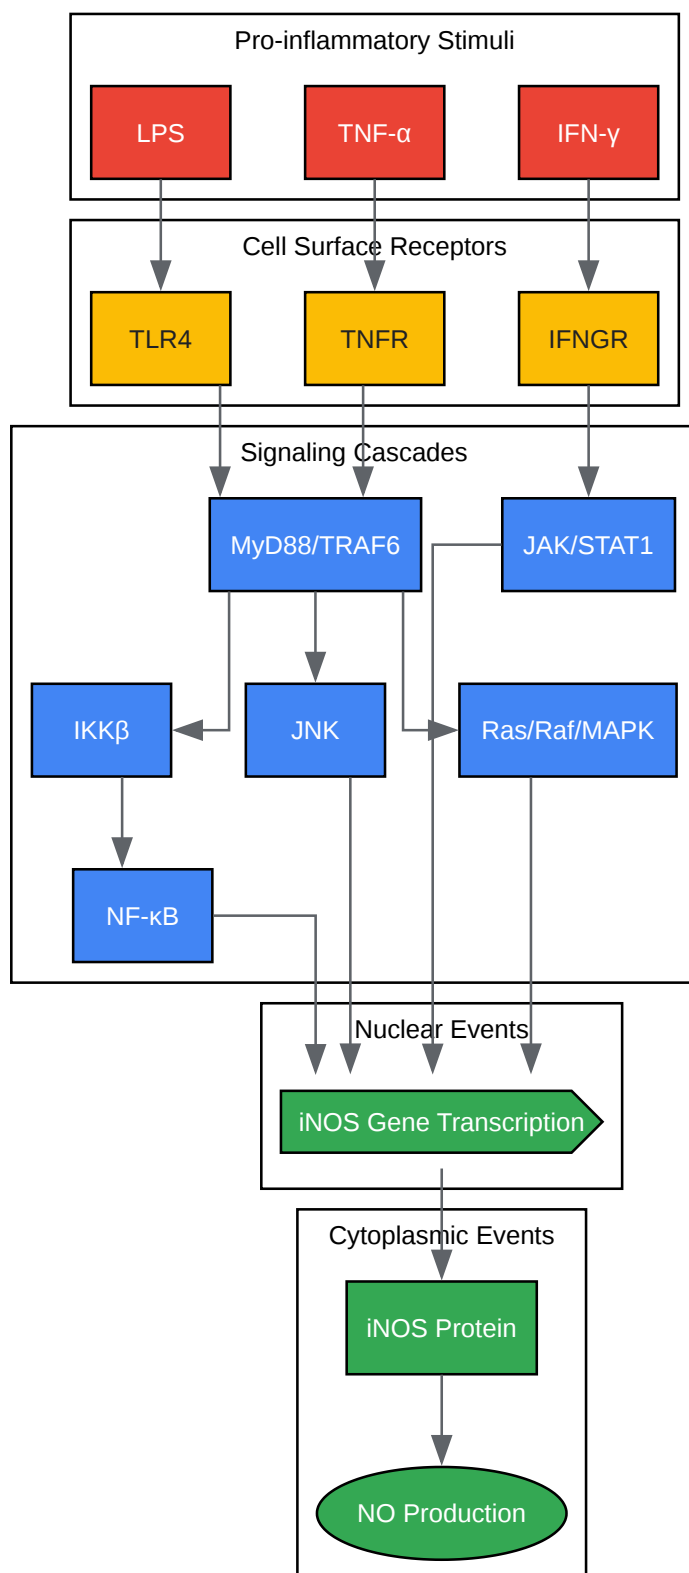 Pro-inflammatory Stimuli
LPS
TNF-α
IFN-γ
Cell Surface Receptors
TLR4
TNFR
IFNGR
Signaling Cascades
MyD88/TRAF6
JAK/STAT1
IKKβ
JNK
Ras/Raf/MAPK
NF-κB
Nuclear Events
iNOS Gene Transcription
Cytoplasmic Events
iNOS Protein
NO Production